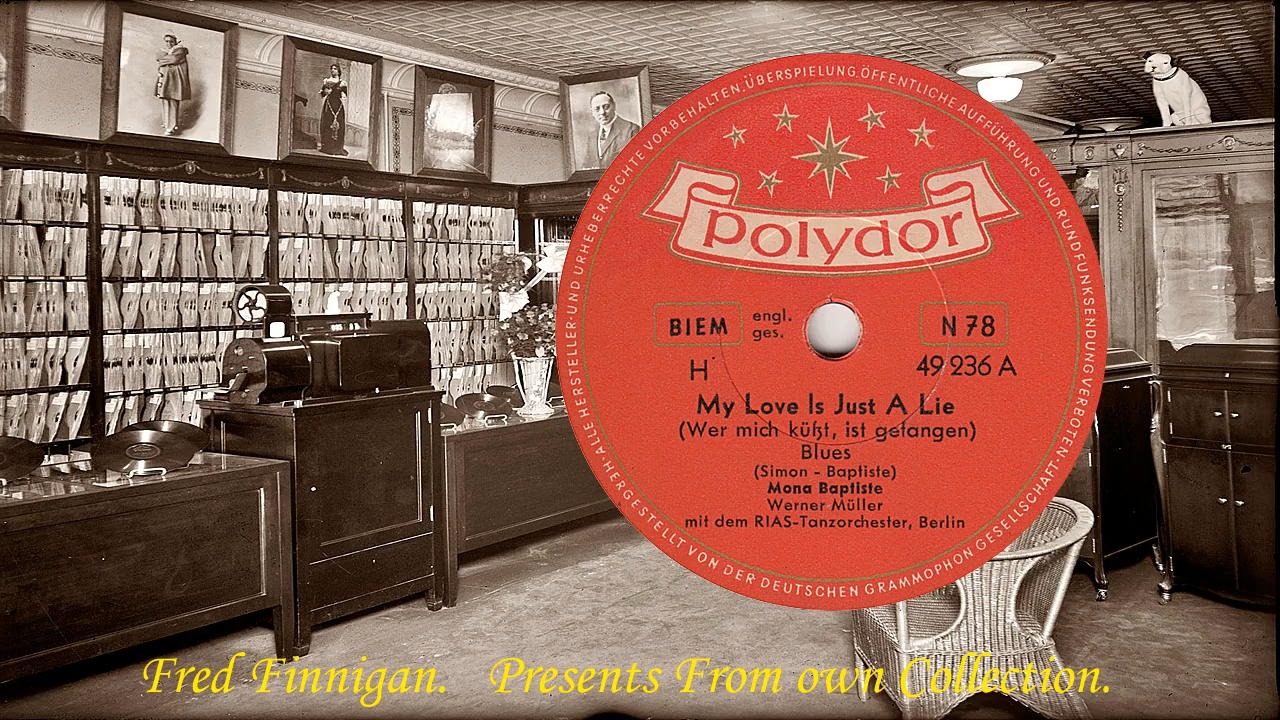 ALLE HERSTELLER- UND URHEBERRECHTE VORBEHALTEN. ÜBERSPIELUNG. ÖFFENTLICHE AUFFÜHRUNG UND RUNDFUNKSENDUNG VERBOTEN.
polydor
BIEM engl. ges. N 78
H 49 236 A
My Love Is Just A Lie
(Wer mich küßt, ist gefangen)
Blues
(Simon - Baptiste)
Mona Baptiste
Werner Müller
mit dem RIAS-Tanzorchester, Berlin
HERGESTELLT VON DER DEUTSCHEN GRAMMOPHON GESELLSCHAFT
Fred Finnigan. Presents From own Collection.